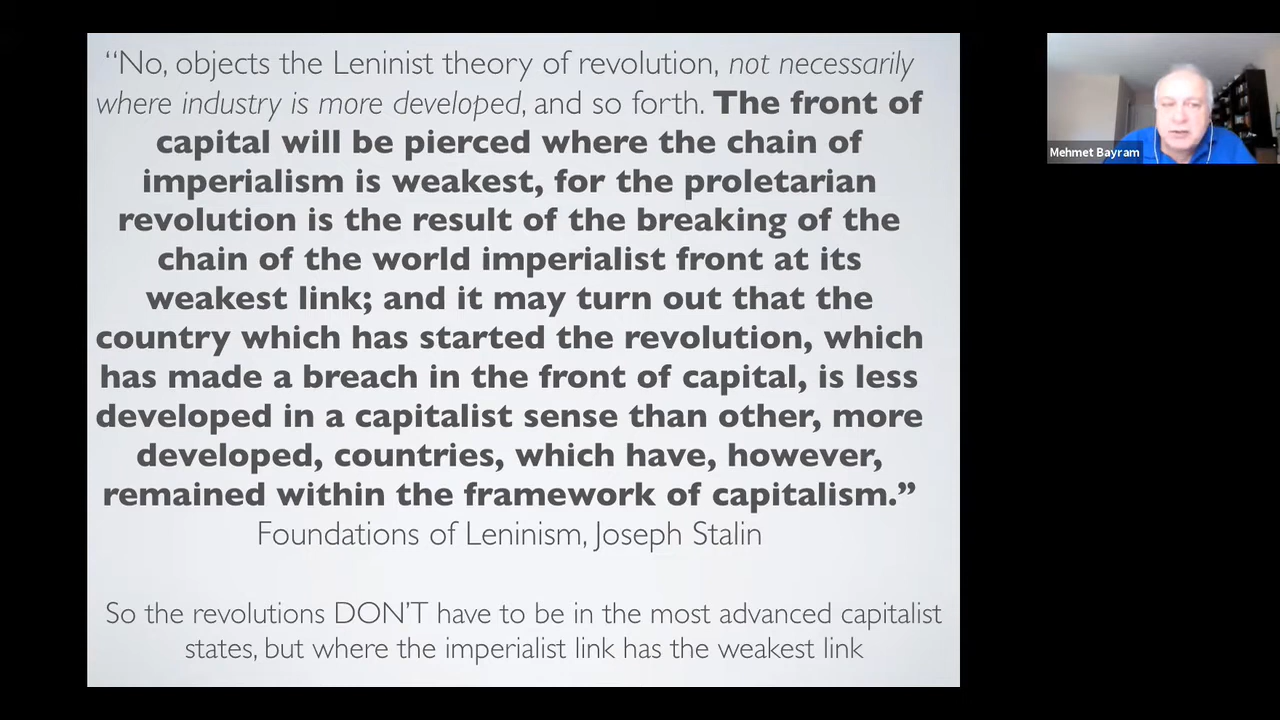 “No, objects the Leninist theory of revolution, not necessarily
where industry is more developed, and so forth. The front of
capital will be pierced where the chain of
imperialism is weakest, for the proletarian
revolution is the result of the breaking of the
chain of the world imperialist front at its
weakest link; and it may turn out that the
country which has started the revolution, which
has made a breach in the front of capital, is less
developed in a capitalist sense than other, more
developed, countries, which have, however,
remained within the framework of capitalism.”
Foundations of Leninism, Joseph Stalin
So the revolutions DON’T have to be in the most advanced capitalist
states, but where the imperialist link has the weakest link
Mehmet Bayram